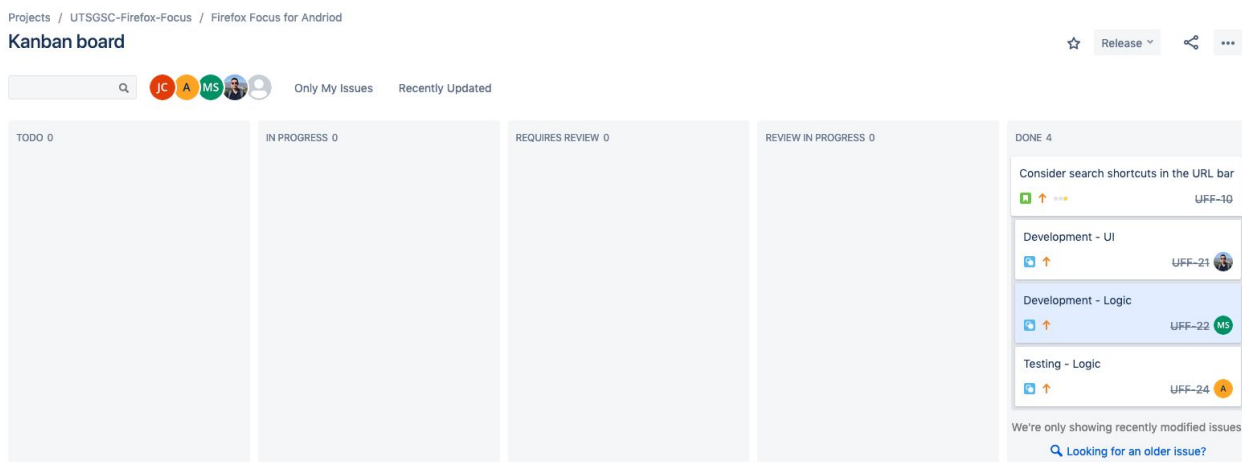 Projects / UTSGSC-Firefox-Focus / Firefox Focus for Andriod
Kanban board
Release
JC A MS
Only My Issues Recently Updated
TODO 0 IN PROGRESS 0 REQUIRES REVIEW 0 REVIEW IN PROGRESS 0 DONE 4
Consider search shortcuts in the URL bar
UFF-10
Development - UI
UFF-21
Development - Logic
UFF-22 MS
Testing - Logic
UFF-24 A
We're only showing recently modified issues
Looking for an older issue?